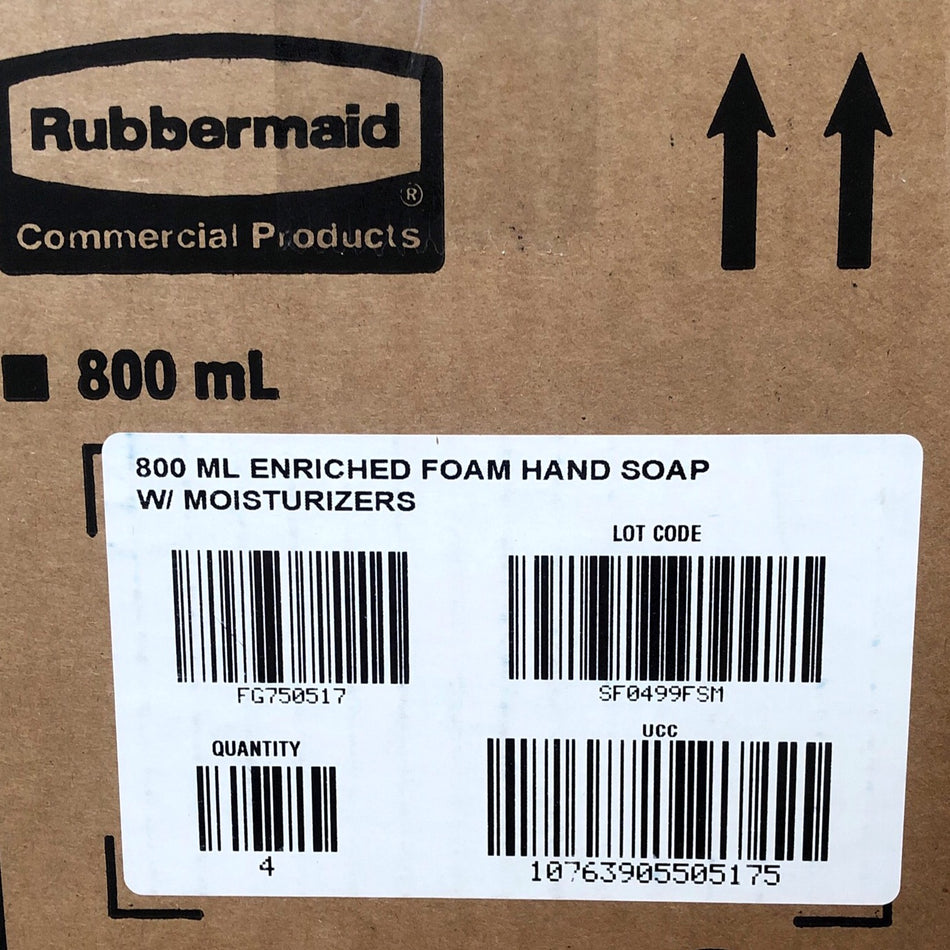 Rubbermaid
®
Commercial Products
800 mL
800 ML ENRICHED FOAM HAND SOAP
W/ MOISTURIZERS
LOT CODE
FG750517
SF0499FSM
QUANTITY
UCC
4
10763905505175